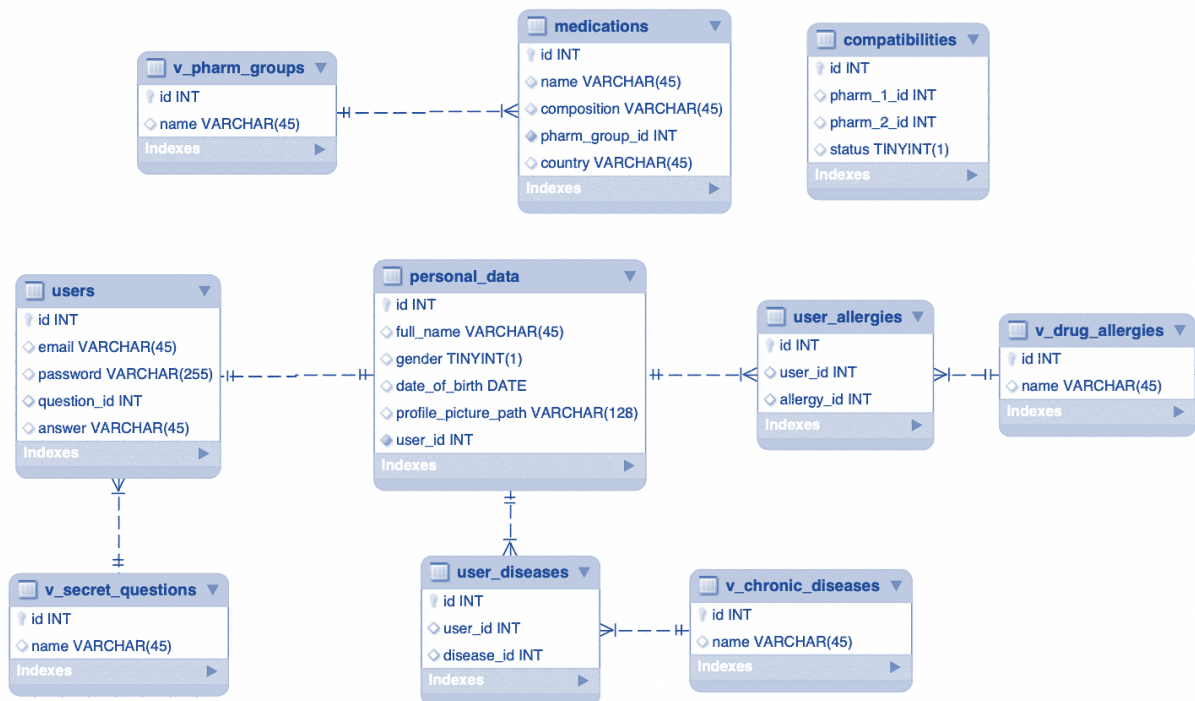 v_pharm_groups
id INT
name VARCHAR(45)
Indexes
medications
id INT
name VARCHAR(45)
composition VARCHAR(45)
pharm_group_id INT
country VARCHAR(45)
Indexes
compatibilities
id INT
pharm_1_id INT
pharm_2_id INT
status TINYINT(1)
Indexes
users
id INT
email VARCHAR(45)
password VARCHAR(255)
question_id INT
answer VARCHAR(45)
Indexes
personal_data
id INT
full_name VARCHAR(45)
gender TINYINT(1)
date_of_birth DATE
profile_picture_path VARCHAR(128)
user_id INT
Indexes
user_allergies
id INT
user_id INT
allergy_id INT
Indexes
v_drug_allergies
id INT
name VARCHAR(45)
Indexes
v_secret_questions
id INT
name VARCHAR(45)
Indexes
user_diseases
id INT
user_id INT
disease_id INT
Indexes
v_chronic_diseases
id INT
name VARCHAR(45)
Indexes